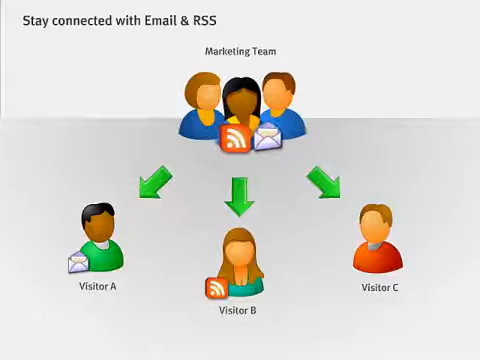 Stay connected with Email & RSS
Marketing Team
Visitor A
Visitor B
Visitor C